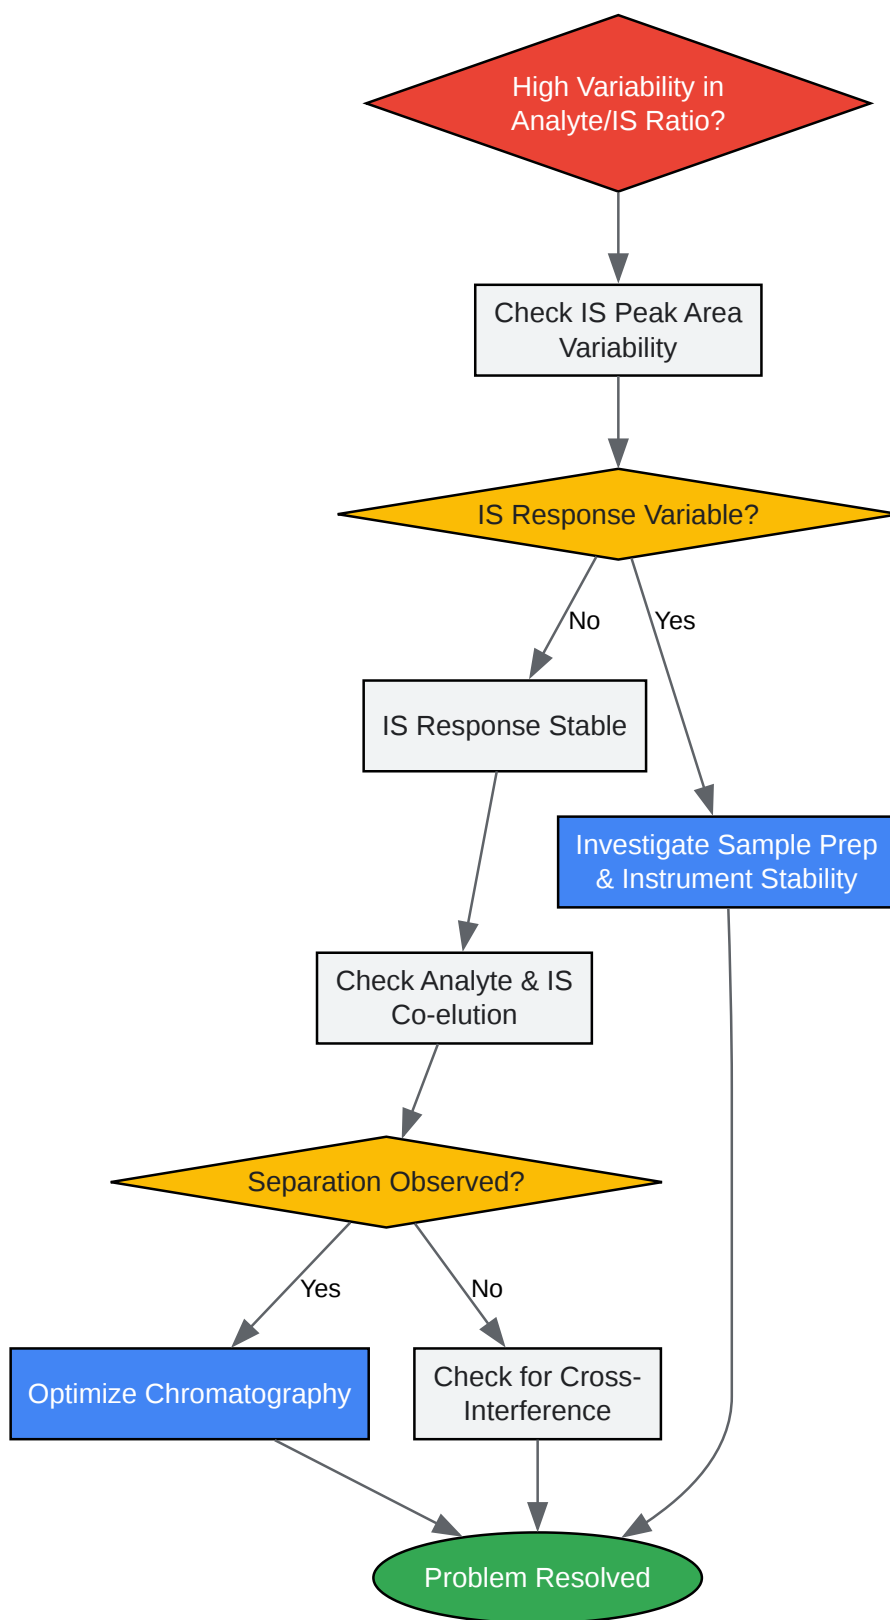 High Variability in
Analyte/IS Ratio?
Check IS Peak Area
Variability
IS Response Variable?
No
Yes
IS Response Stable
Investigate Sample Prep
& Instrument Stability
Check Analyte & IS
Co-elution
Separation Observed?
Yes
No
Optimize Chromatography
Check for Cross-
Interference
Problem Resolved